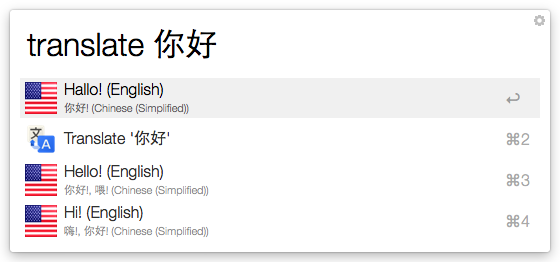 translate 你好
Hallo! (English)
你好! (Chinese (Simplified))
↩
Translate '你好'
⌘2
Hello! (English)
你好!, 喂! (Chinese (Simplified))
⌘3
Hi! (English)
嗨!, 你好! (Chinese (Simplified))
⌘4